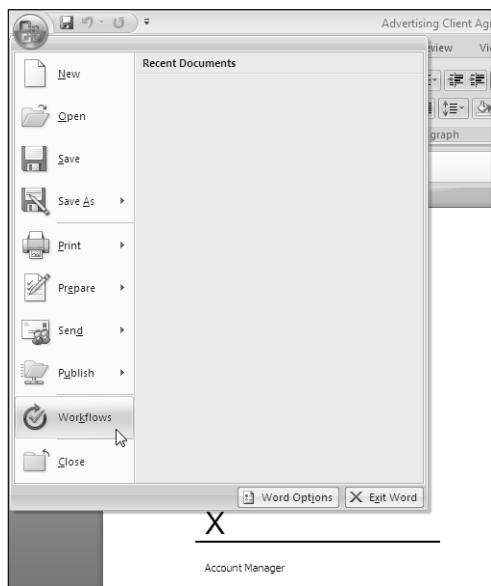 Advertising Client Ag
Recent Documents
New
Open
Save
Save As
Print
Prepare
Send
Publish
Workflows
Close
view
Vi
graph
Word Options
Exit Word
X
Account Manager